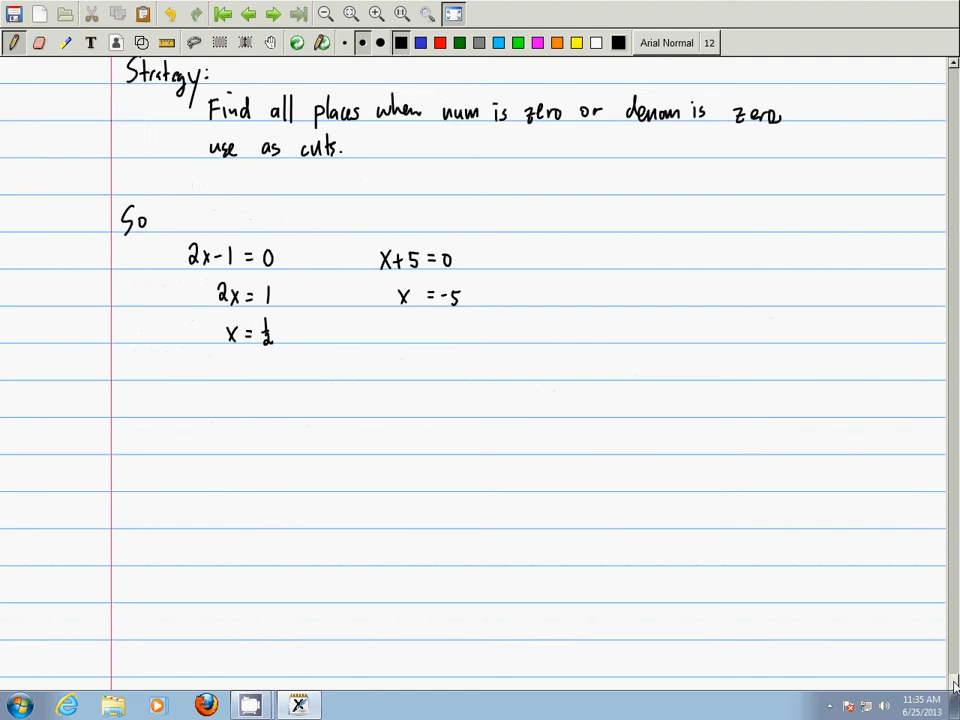 Arial Normal 12
Strategy:
Find all places when num is zero or denom is zero,
use as cuts.
So
2x-1 = 0 x+5 = 0
2x = 1 x = -5
x = 1/2
11:35 AM
6/25/2013